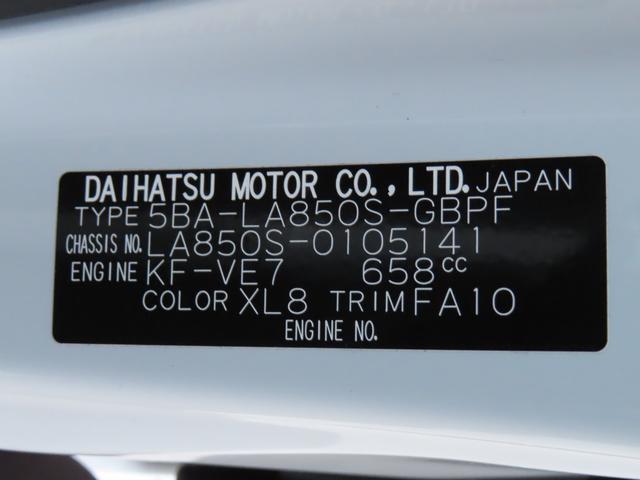 DAIHATSU MOTOR CO., LTD. JAPAN
TYPE 5BA-LA850S-GBPF
CHASSIS NO. LA850S-0105141
ENGINE KF-VE7 658cc
COLOR XL8 TRIM FA10
ENGINE NO.